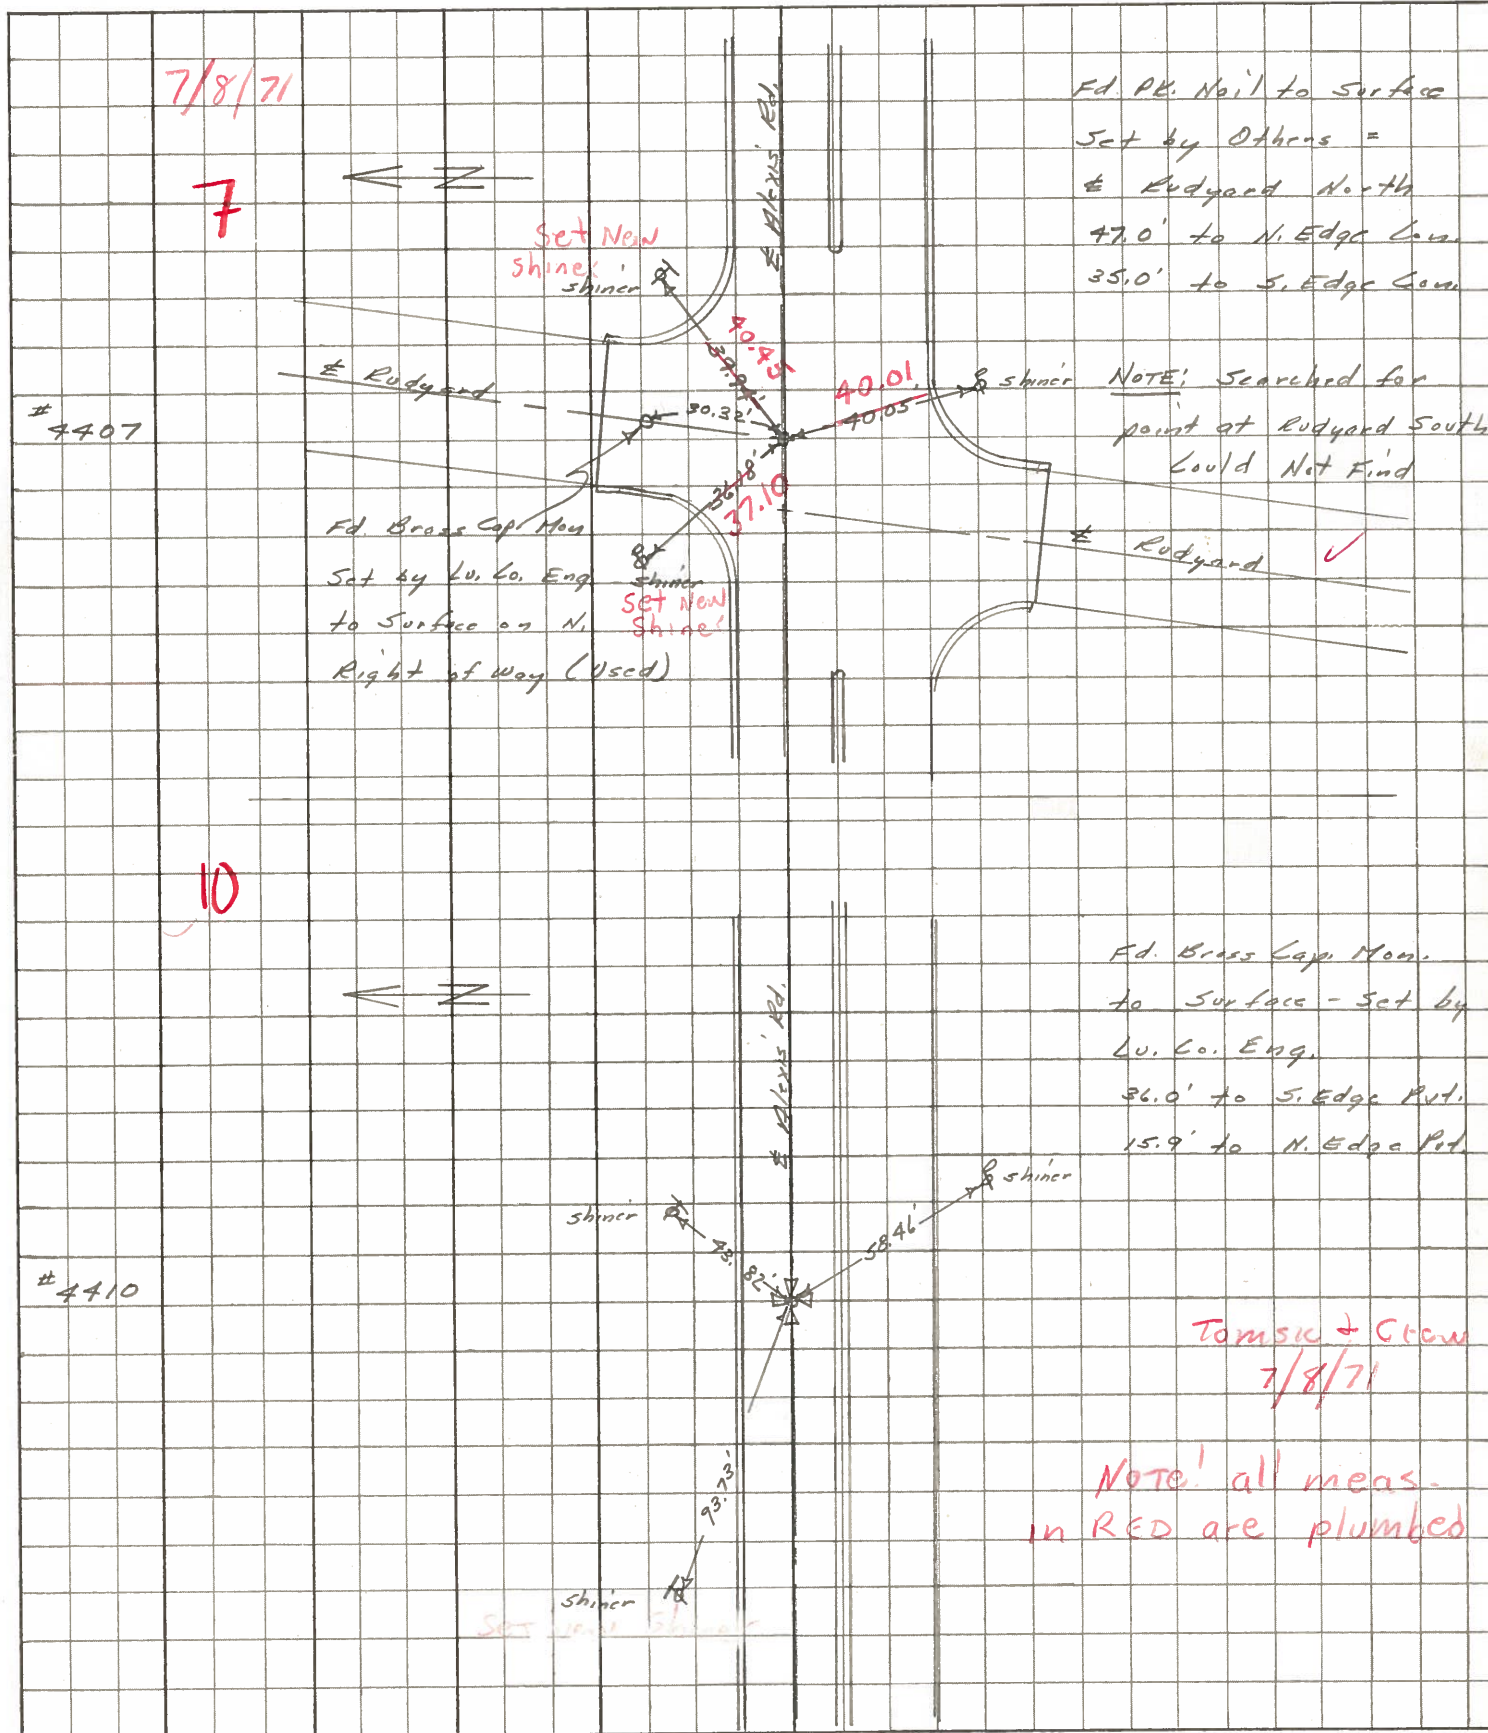 7/8/71
7
Set New
shiner
shiner
℄ Alexis Rd.
Fd. P.K. Nail to Surface
Set by Others =
℄ Rudyard North
47.0' to N. Edge Con.
35.0' to S. Edge Con.
40.45
40.01
40.05
shiner
NOTE: Searched for
point at Rudyard South
Could Not Find
℄ Rudyard
30.32'
# 4407
36.18'
37.10
Fd. Brass Cap. Mon
Set by Lu. Co. Eng
to Surface on N.
Right of Way (Used)
shiner
Set New
Shiner
℄ Rudyard
10
℄ Alexis Rd.
Fd. Brass Cap. Mon.
to Surface - Set by
Lu. Co. Eng.
36.0' to S. Edge Pvt.
15.9' to N. Edge Pvt.
shiner
shiner
43.82'
58.46'
# 4410
93.73'
shiner
Set New Shiner
Tomsic + Crew
7/8/71
NOTE! all meas.
in RED are plumbed